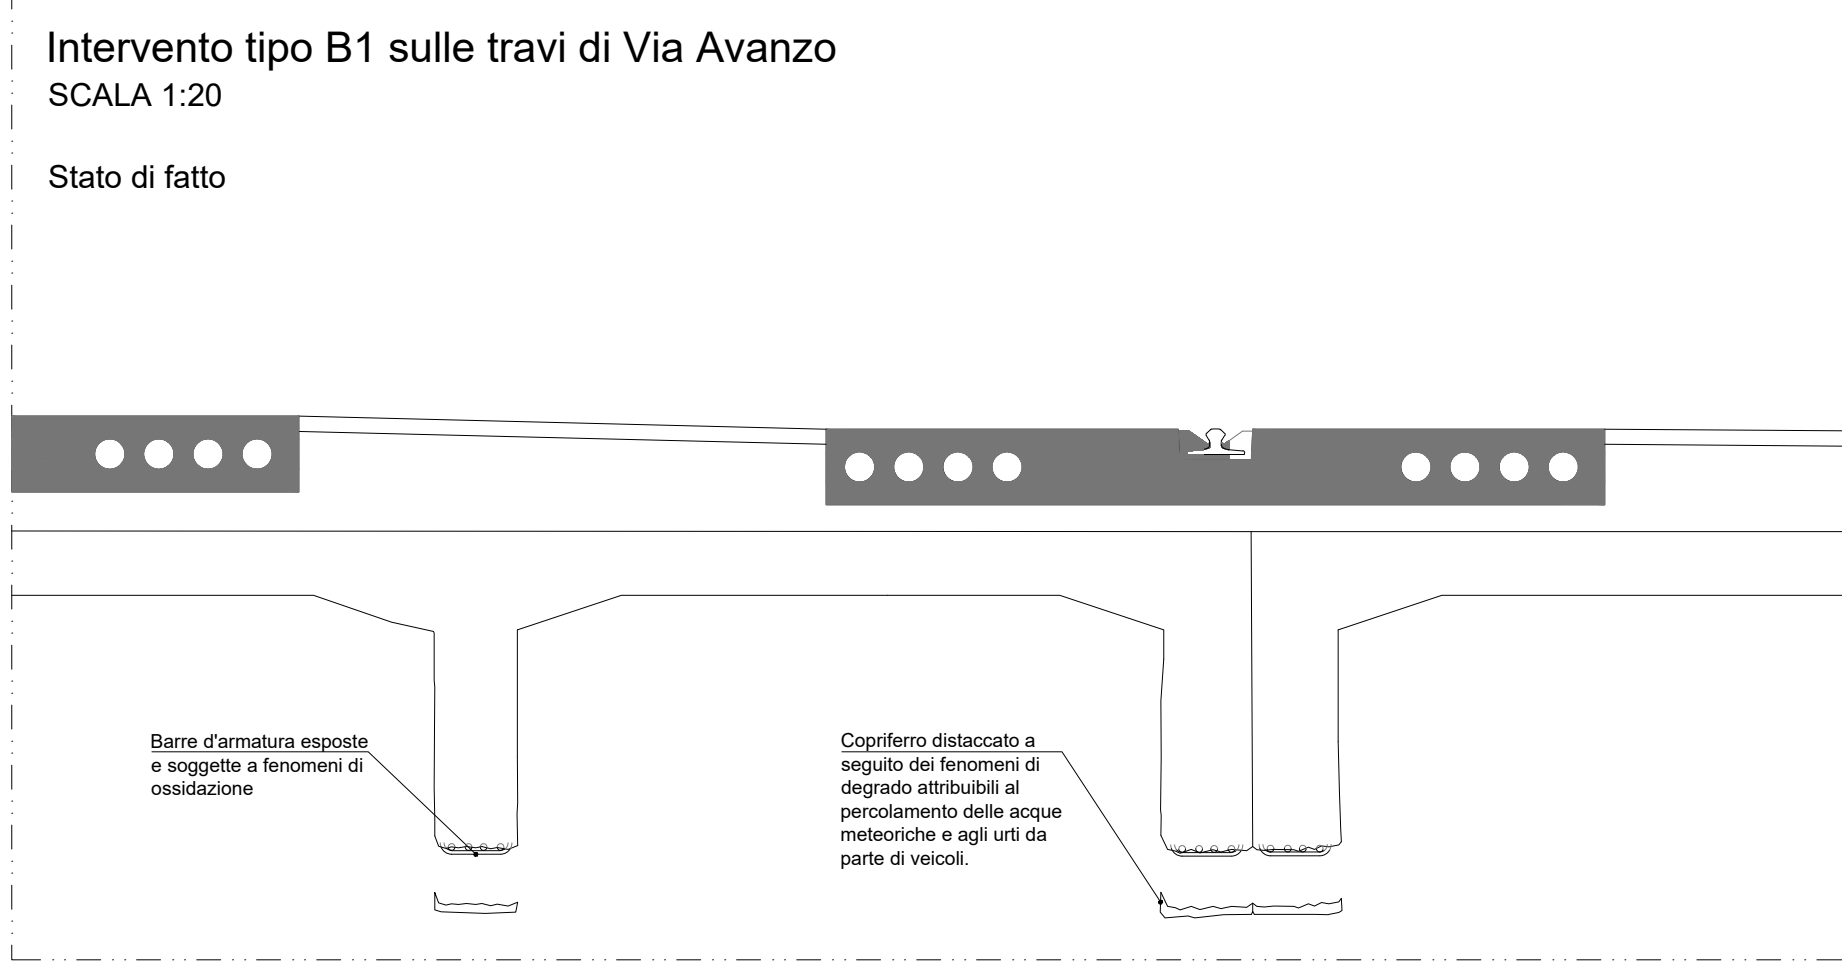 Intervento tipo B1 sulle travi di Via Avanzo
SCALA 1:20
Stato di fatto
Barre d'armatura esposte
e soggette a fenomeni di
ossidazione
Copriferro distaccato a
seguito dei fenomeni di
degrado attribuibili al
percolamento delle acque
meteoriche e agli urti da
parte di veicoli.